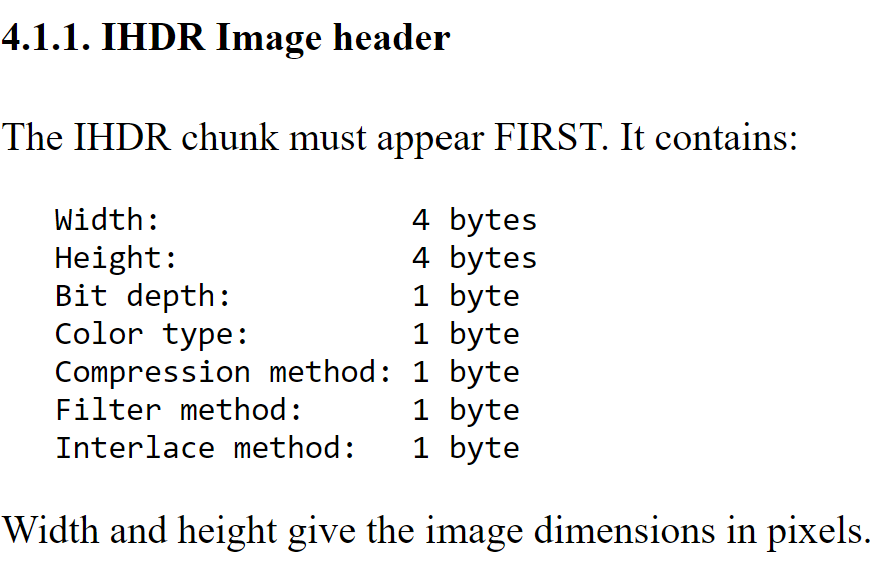 4.1.1. IHDR Image header
The IHDR chunk must appear FIRST. It contains:
Width: 4 bytes
Height: 4 bytes
Bit depth: 1 byte
Color type: 1 byte
Compression method: 1 byte
Filter method: 1 byte
Interlace method: 1 byte
Width and height give the image dimensions in pixels.